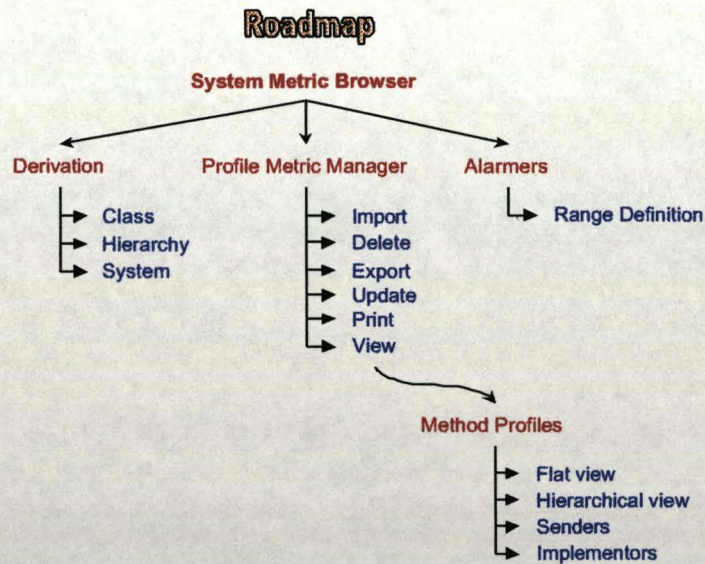 Roadmap
System Metric Browser
Derivation
Profile Metric Manager
Alarmers
Class
Hierarchy
System
Import
Delete
Export
Update
Print
View
Range Definition
Method Profiles
Flat view
Hierarchical view
Senders
Implementors